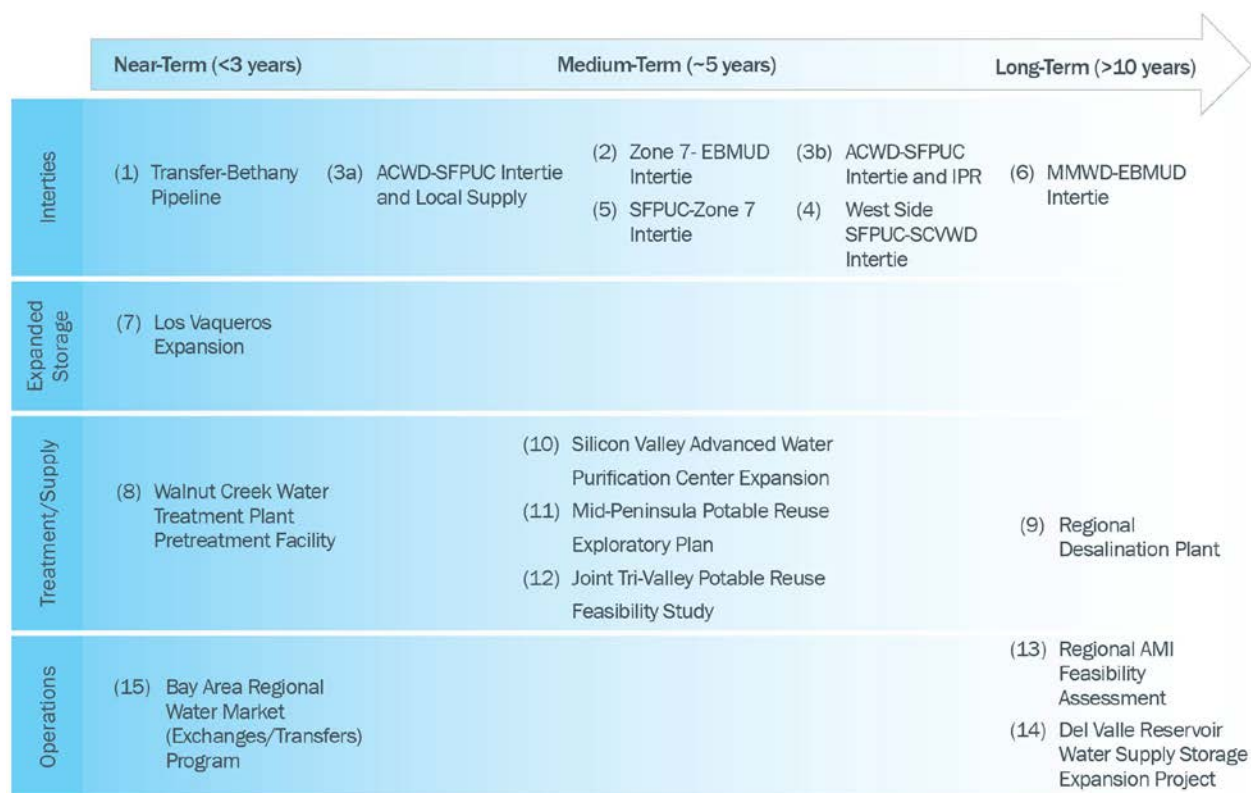 Near-Term (<3 years)
Medium-Term (~5 years)
Long-Term (>10 years)
Interties
(1) Transfer-Bethany
Pipeline
(3a) ACWD-SFPUC Intertie
and Local Supply
(2) Zone 7- EBMUD
Intertie
(5) SFPUC-Zone 7
Intertie
(3b) ACWD-SFPUC
Intertie and IPR
(4) West Side
SFPUC-SCVWD
Intertie
(6) MMWD-EBMUD
Intertie
Expanded
Storage
(7) Los Vaqueros
Expansion
Treatment/Supply
(8) Walnut Creek Water
Treatment Plant
Pretreatment Facility
(10) Silicon Valley Advanced Water
Purification Center Expansion
(11) Mid-Peninsula Potable Reuse
Exploratory Plan
(12) Joint Tri-Valley Potable Reuse
Feasibility Study
(9) Regional
Desalination Plant
Operations
(15) Bay Area Regional
Water Market
(Exchanges/Transfers)
Program
(13) Regional AMI
Feasibility
Assessment
(14) Del Valle Reservoir
Water Supply Storage
Expansion Project